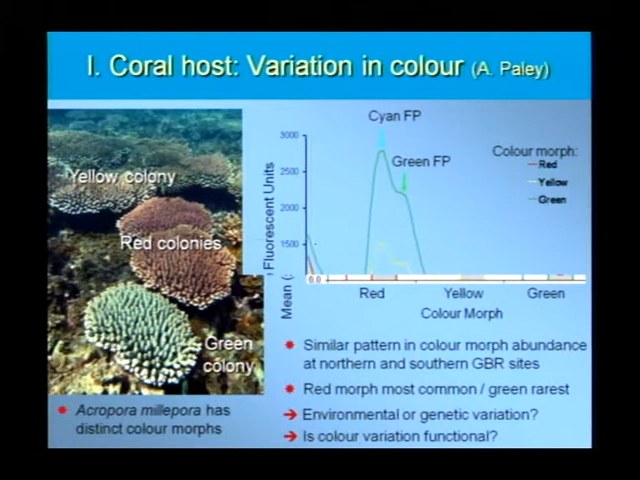 I. Coral host: Variation in colour (A. Paley)
Yellow colony
Red colonies
Green
colony
Cyan FP
Green FP
Colour morph:
Red
Yellow
Green
3000
2500
2000
1500
0.0
Fluorescent Units
Mean (
Red Yellow Green
Colour Morph
Acropora millepora has
distinct colour morphs
Similar pattern in colour morph abundance
at northern and southern GBR sites
Red morph most common / green rarest
Environmental or genetic variation?
Is colour variation functional?